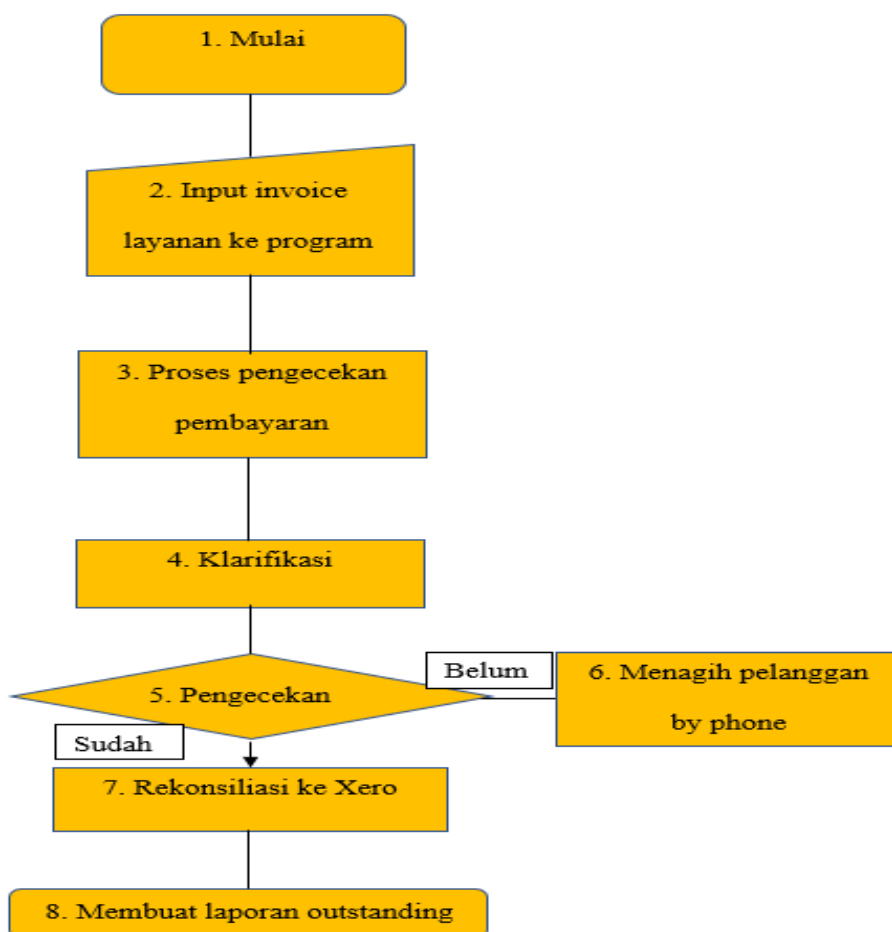 1. Mulai
2. Input invoice
layanan ke program
3. Proses pengecekan
pembayaran
4. Klarifikasi
5. Pengecekan
Belum
6. Menagih pelanggan
by phone
Sudah
7. Rekonsiliasi ke Xero
8. Membuat laporan outstanding